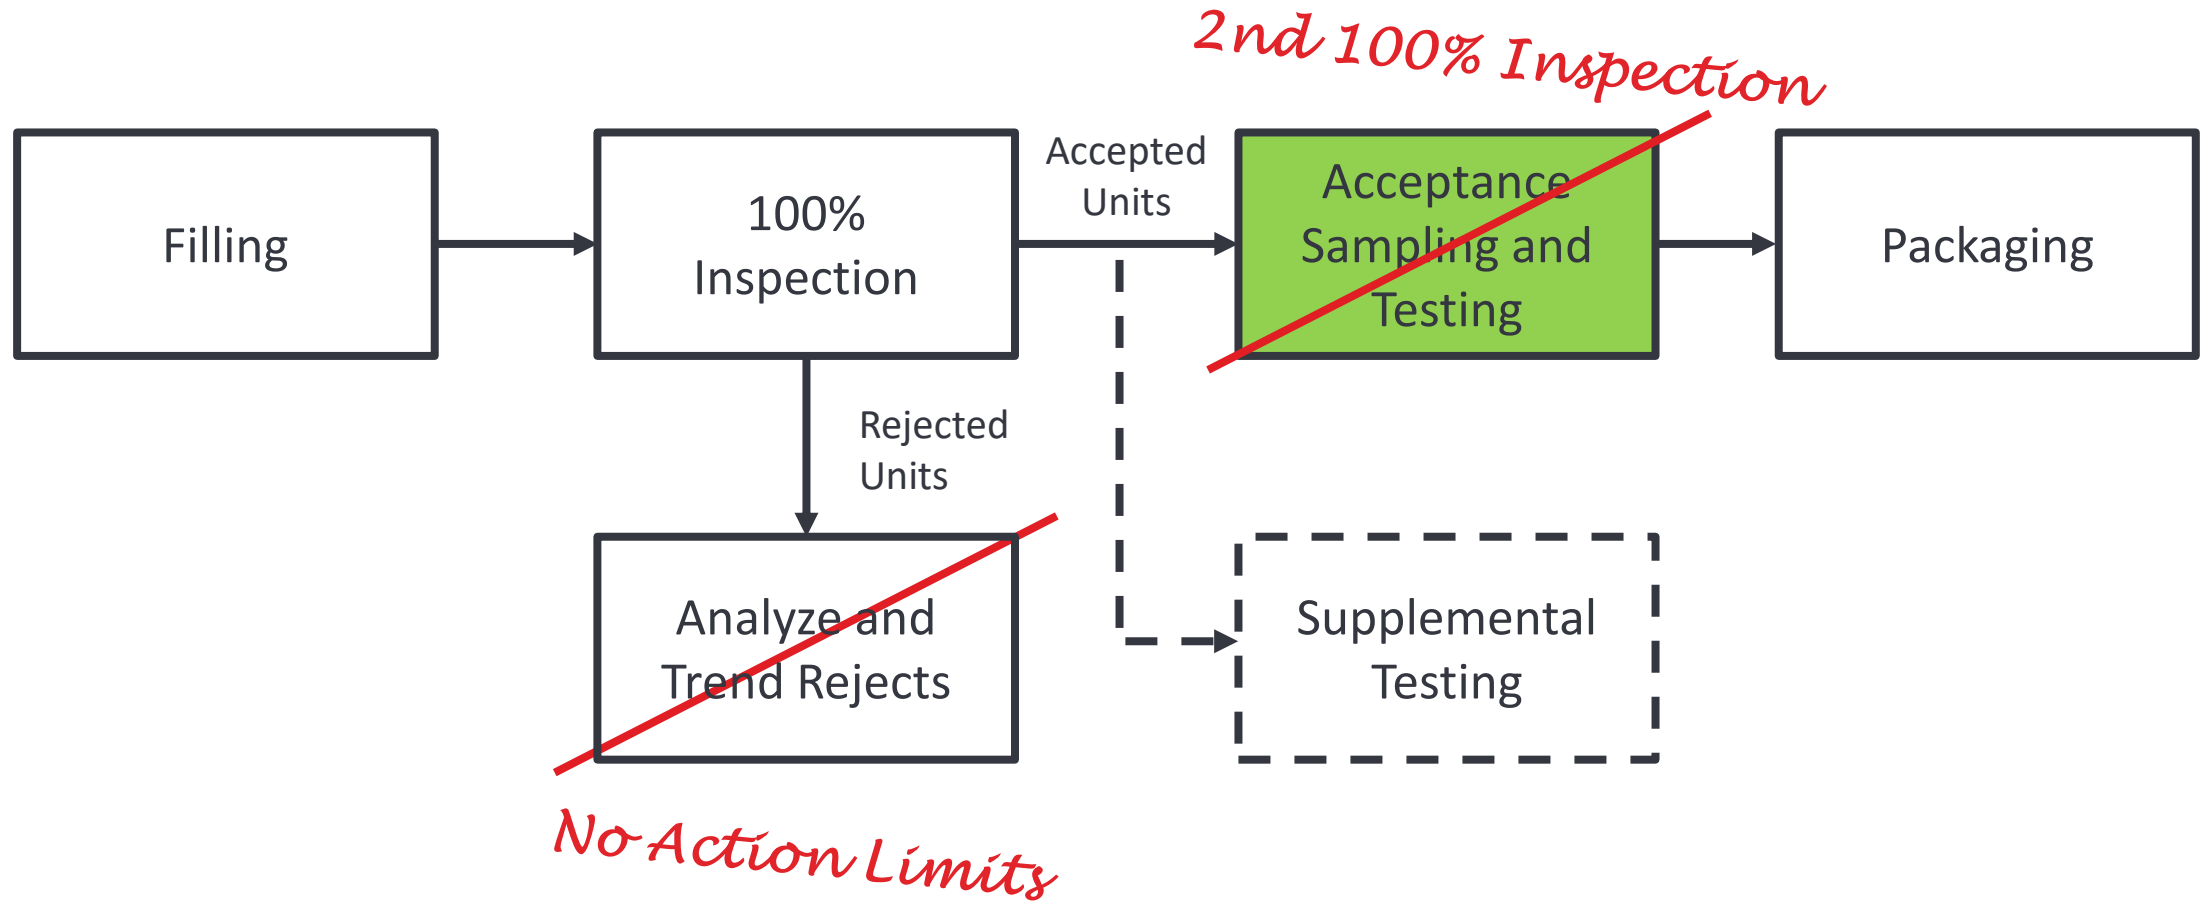 2nd 100% Inspection
Filling
100%
Inspection
Accepted
Units
Acceptance
Sampling and
Testing
Packaging
Rejected
Units
Analyze and
Trend Rejects
Supplemental
Testing
No Action Limits